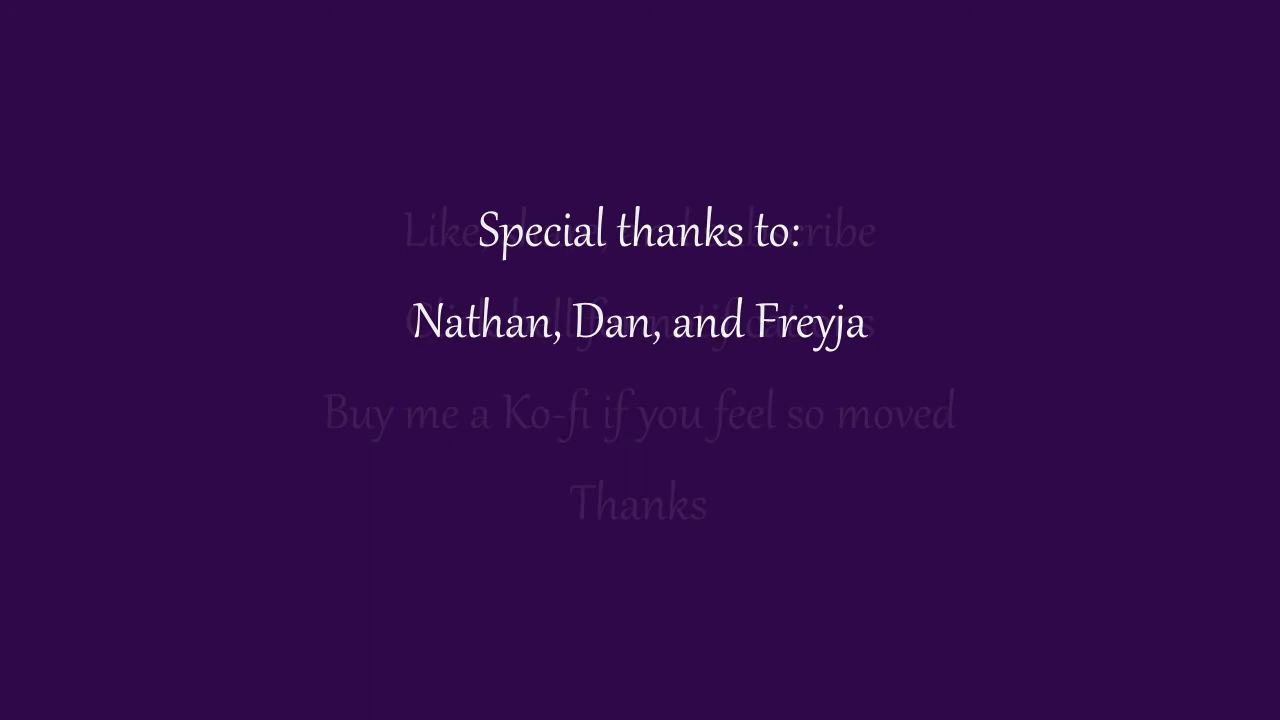 Special thanks to:
Nathan, Dan, and Freyja
Buy me a Ko-fi if you feel so moved
Thanks